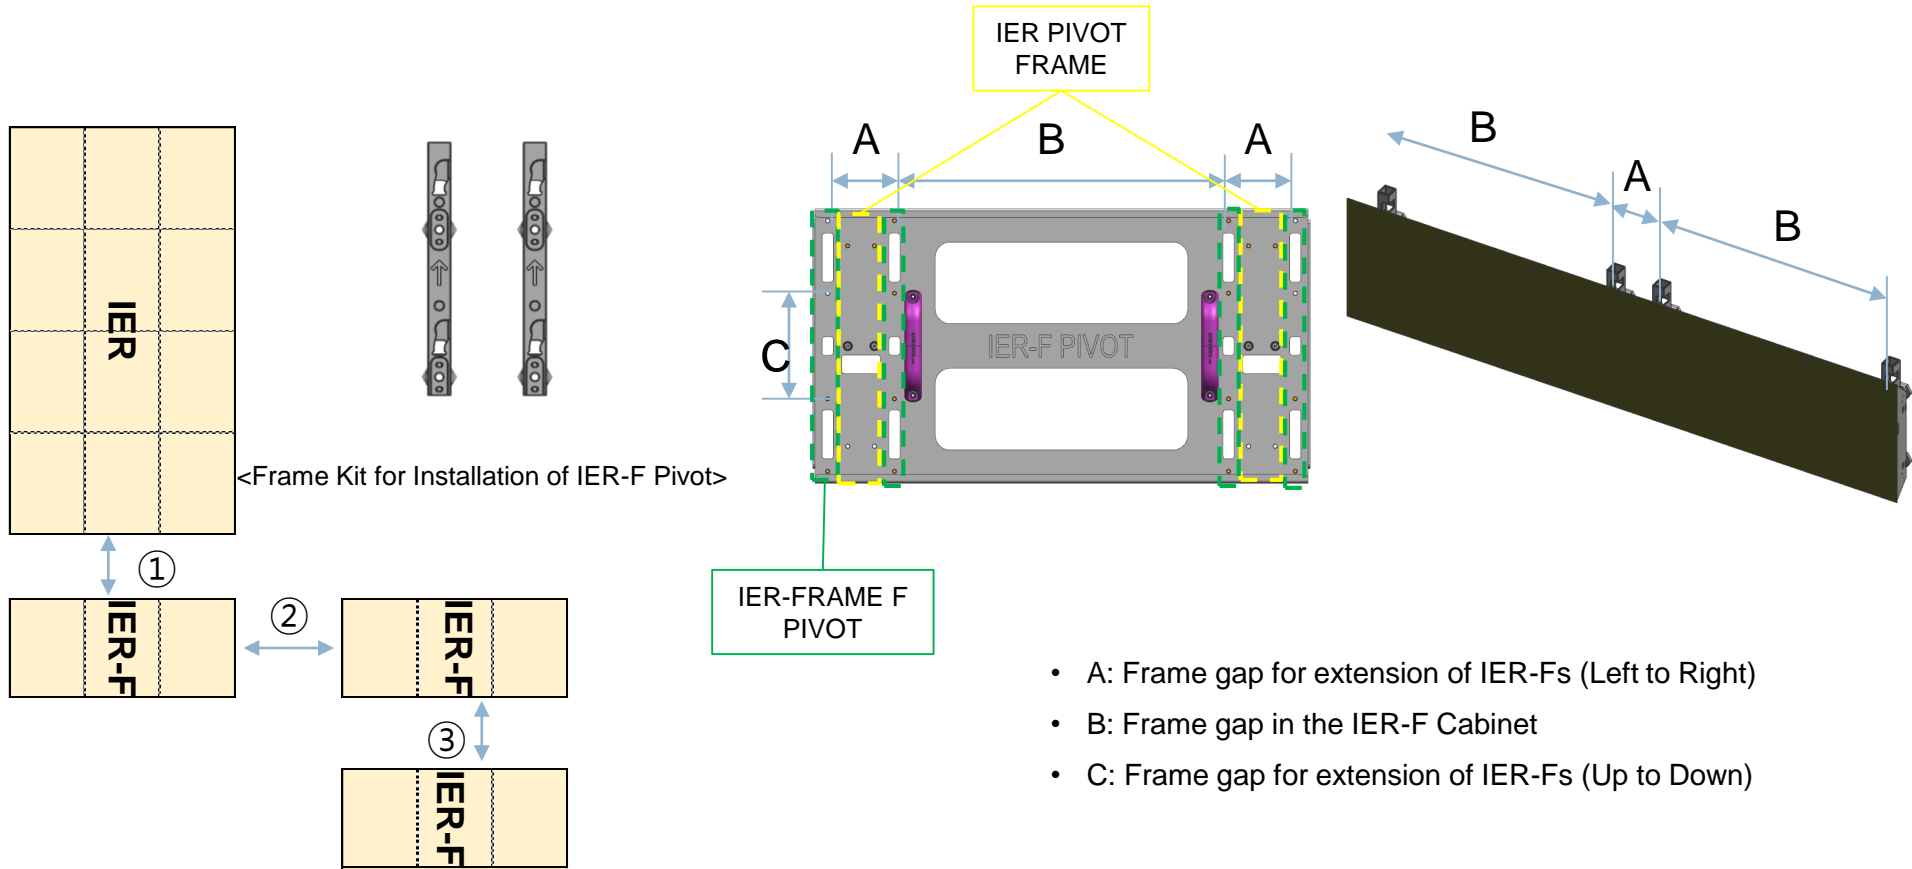 IER PIVOT
FRAME
A
B
A
B
A
B
IER
C
IER-F PIVOT
<Frame Kit for Installation of IER-F Pivot>
①
IER-F
②
IER-F
③
IER-F
IER-FRAME F
PIVOT
• A: Frame gap for extension of IER-Fs (Left to Right)
• B: Frame gap in the IER-F Cabinet
• C: Frame gap for extension of IER-Fs (Up to Down)